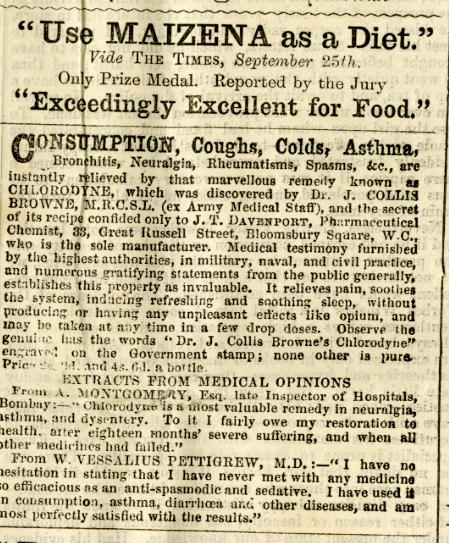 "Use MAIZENA as a Diet."
Vide THE TIMES, September 25th.
Only Prize Medal. Reported by the Jury
"Exceedingly Excellent for Food."
CONSUMPTION, Coughs, Colds, Asthma,
Bronchitis, Neuralgia, Rheumatisms, Spasms, &c., are
instantly relieved by that marvellous remedy known as
CHLORODYNE, which was discovered by Dr. J. COLLIS
BROWNE, M.R.C.S.L. (ex Army Medical Staff), and the secret
of its recipe confided only to J. T. DAVENPORT, Pharmaceutical
Chemist, 33, Great Russell Street, Bloomsbury Square, W.C.,
who is the sole manufacturer. Medical testimony furnished
by the highest authorities, in military, naval, and civil practice,
and numerous gratifying statements from the public generally,
establishes this property as invaluable. It relieves pain, soothes
the system, inducing refreshing and soothing sleep, without
producing or having any unpleasant effects like opium, and
may be taken at any time in a few drop doses. Observe the
genuine has the words "Dr. J. Collis Browne's Chlorodyne"
engraved on the Government stamp; none other is pure.
Price 9d. and 4s. 6d. a bottle.
EXTRACTS FROM MEDICAL OPINIONS
From A. MONTGOMERY, Esq. late Inspector of Hospitals,
Bombay:—"Chlorodyne is a most valuable remedy in neuralgia,
asthma, and dysentery. To it I fairly owe my restoration to
health, after eighteen months' severe suffering, and when all
other medicines had failed."
From W. VESSALIUS PETTIGREW, M.D.:—"I have no
hesitation in stating that I have never met with any medicine
so efficacious as an anti-spasmodic and sedative. I have used it
in consumption, asthma, diarrhœa and other diseases, and am
most perfectly satisfied with the results."